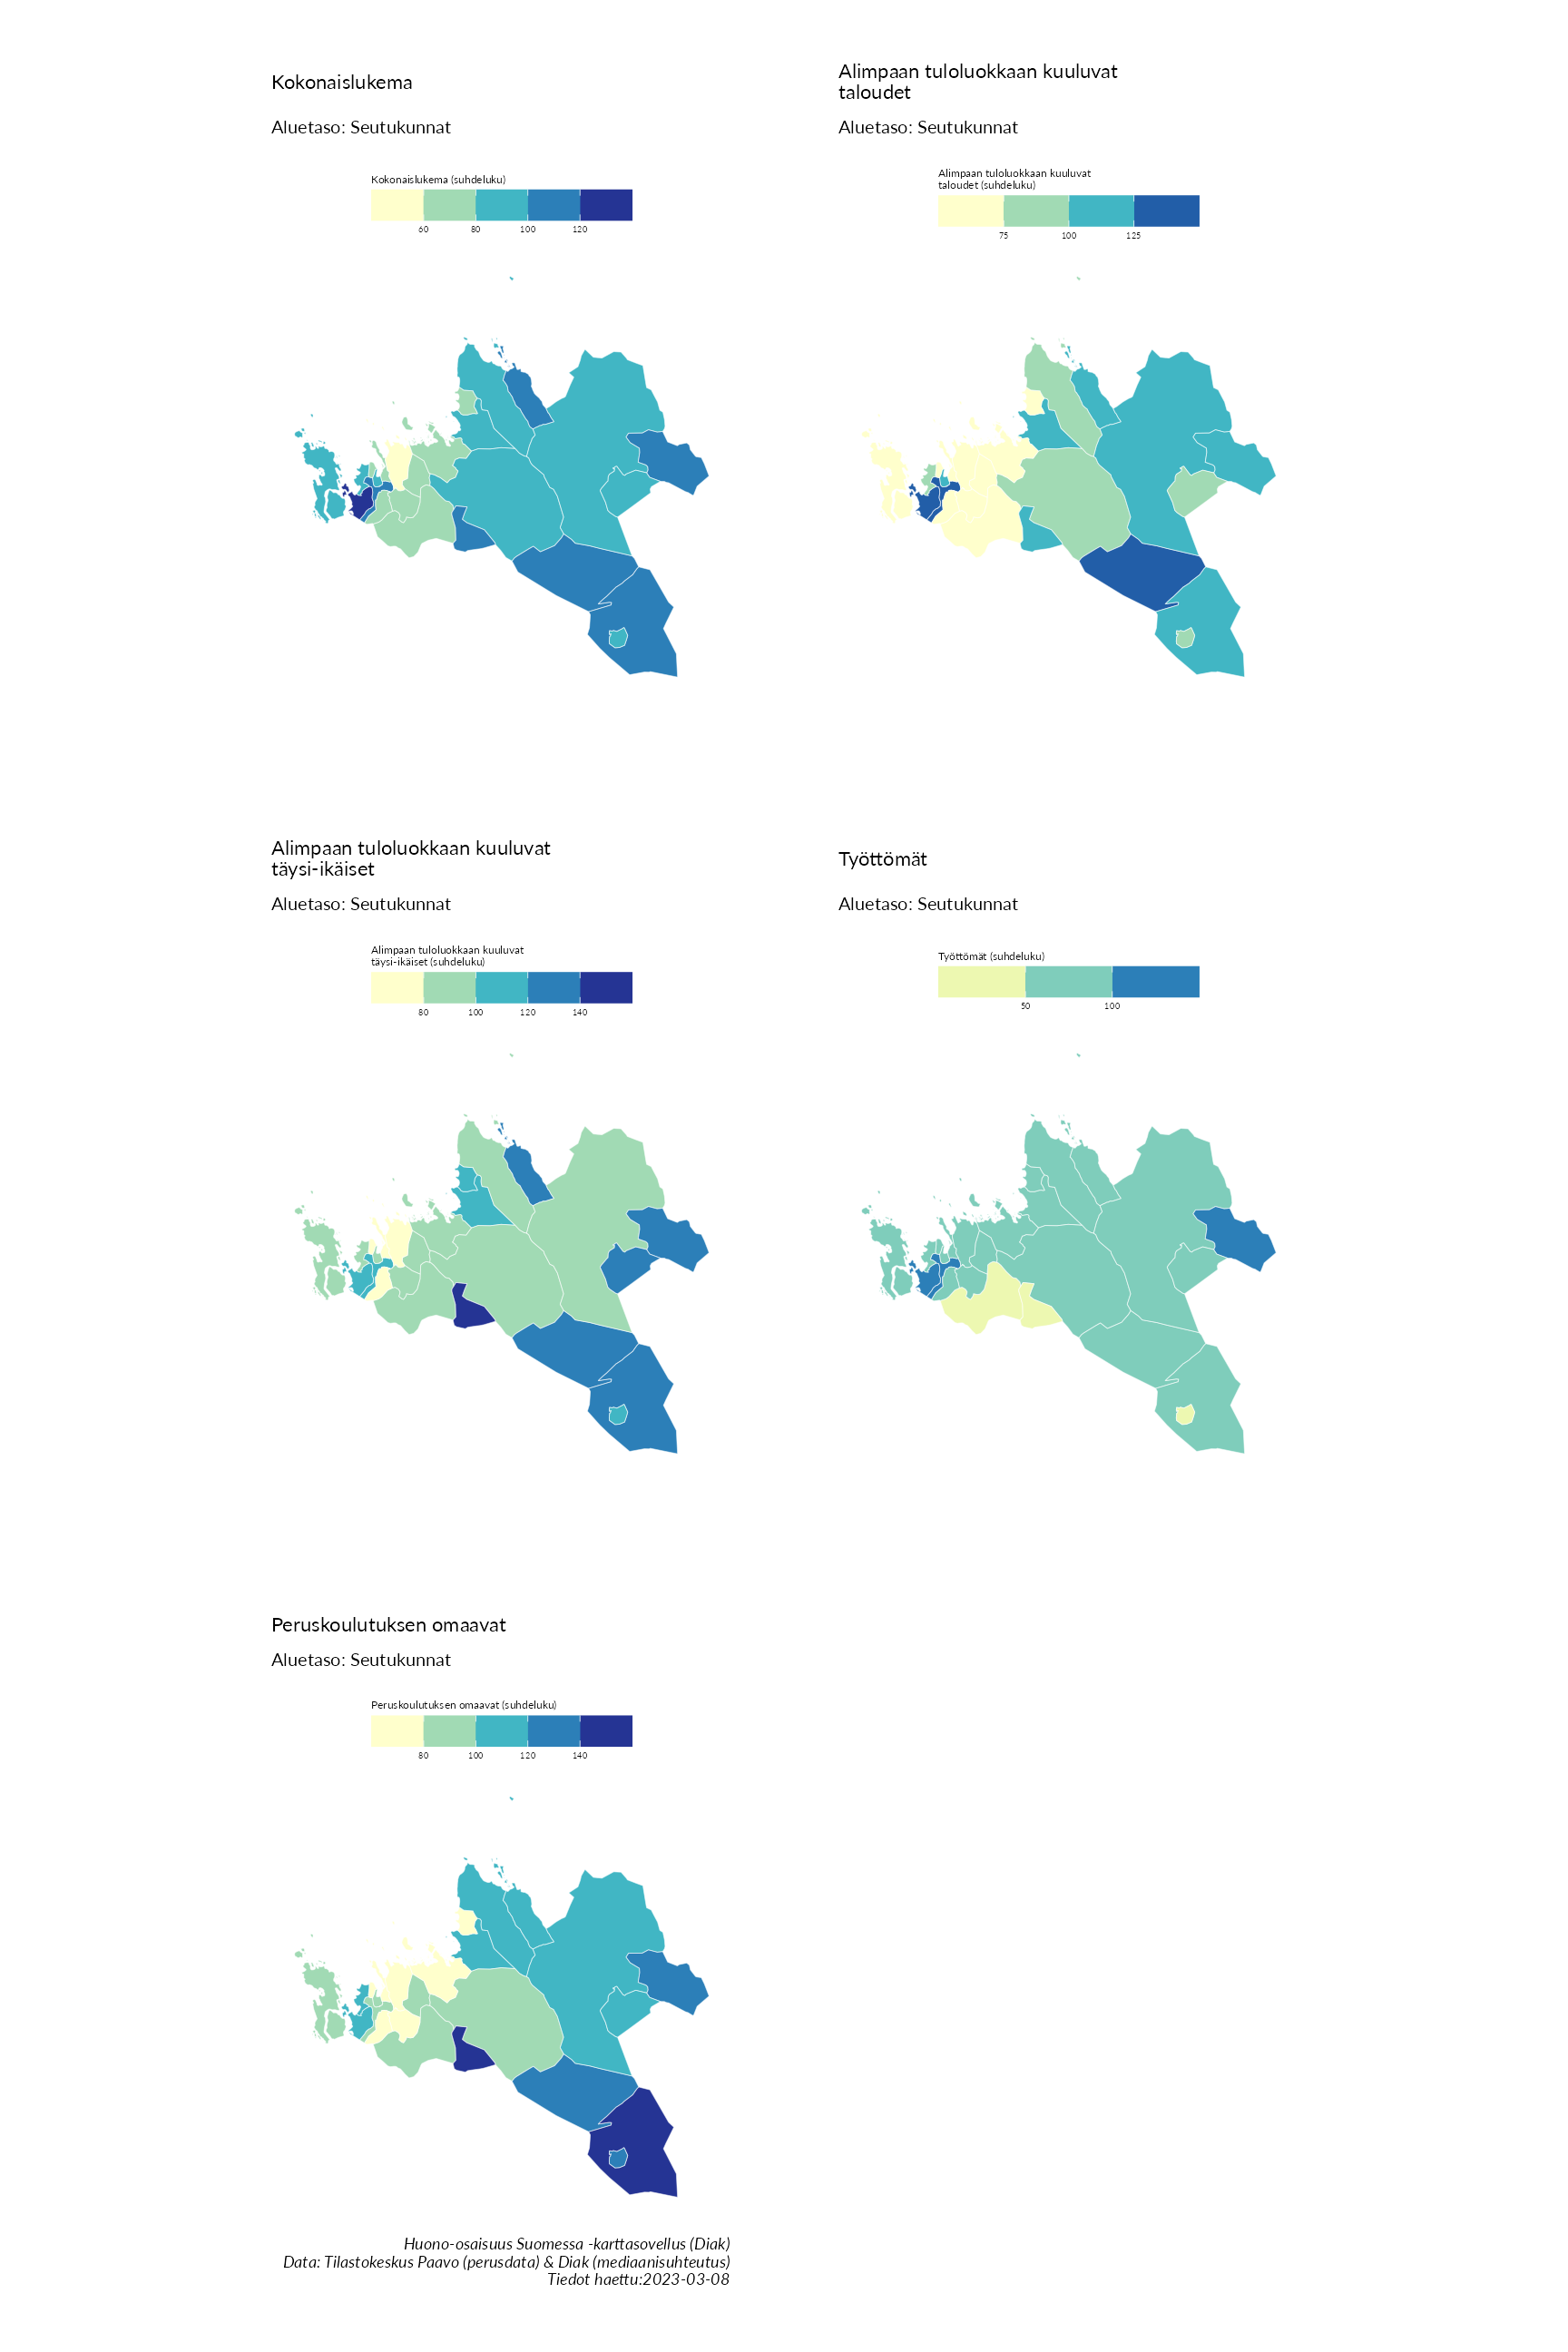 Kokonaislukema
Aluetaso: Seutukunnat
Kokonaislukema (suhdeluku)
60 80 100 120
Alimpaan tuloluokkaan kuuluvat
taloudet
Aluetaso: Seutukunnat
Alimpaan tuloluokkaan kuuluvat
taloudet (suhdeluku)
75 100 125
Alimpaan tuloluokkaan kuuluvat
täysi-ikäiset
Aluetaso: Seutukunnat
Alimpaan tuloluokkaan kuuluvat
täysi-ikäiset (suhdeluku)
80 100 120 140
Työttömät
Aluetaso: Seutukunnat
Työttömät (suhdeluku)
50 100
Peruskoulutuksen omaavat
Aluetaso: Seutukunnat
Peruskoulutuksen omaavat (suhdeluku)
80 100 120 140
Huono-osaisuus Suomessa -karttasovellus (Diak)
Data: Tilastokeskus Paavo (perusdata) & Diak (mediaanisuhteutus)
Tiedot haettu:2023-03-08